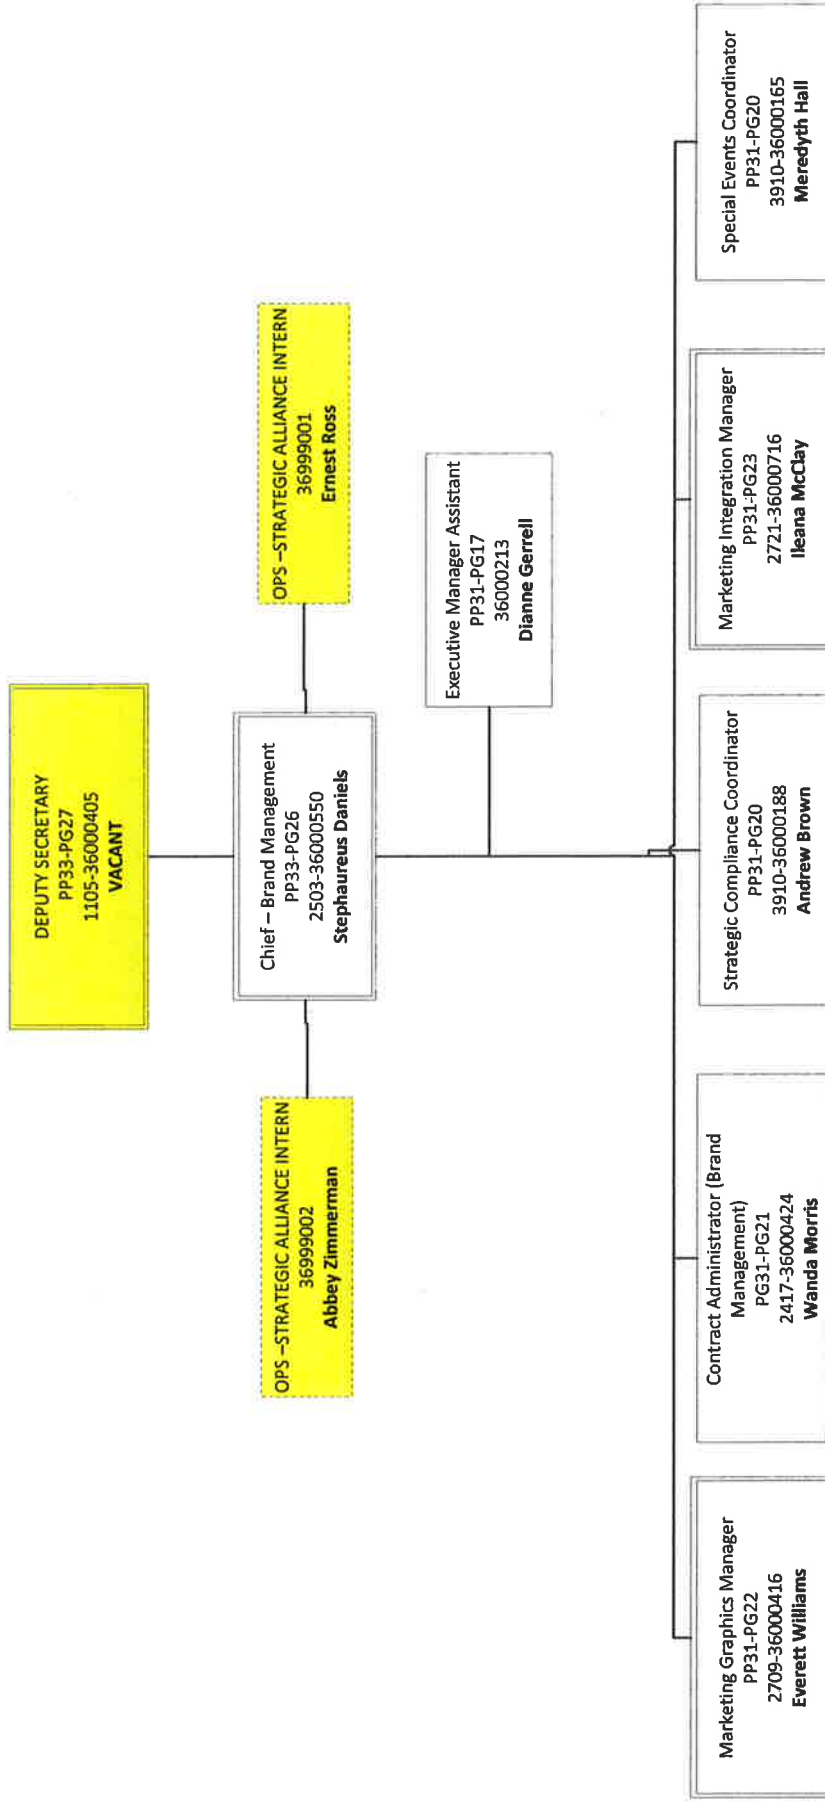 DEPUTY SECRETARY
PP33-PG27
1105-36000405
VACANT
OPS –STRATEGIC ALLIANCE INTERN
36999002
Abbey Zimmerman
Chief – Brand Management
PP33-PG26
2503-36000550
Stephaureus Daniels
OPS –STRATEGIC ALLIANCE INTERN
36999001
Ernest Ross
Executive Manager Assistant
PP31-PG17
36000213
Dianne Gerrell
Marketing Graphics Manager
PP31-PG22
2709-36000416
Everett Williams
Contract Administrator (Brand
Management)
PG31-PG21
2417-36000424
Wanda Morris
Strategic Compliance Coordinator
PP31-PG20
3910-36000188
Andrew Brown
Marketing Integration Manager
PP31-PG23
2721-36000716
Ileana McClay
Special Events Coordinator
PP31-PG20
3910-36000165
Meredyth Hall